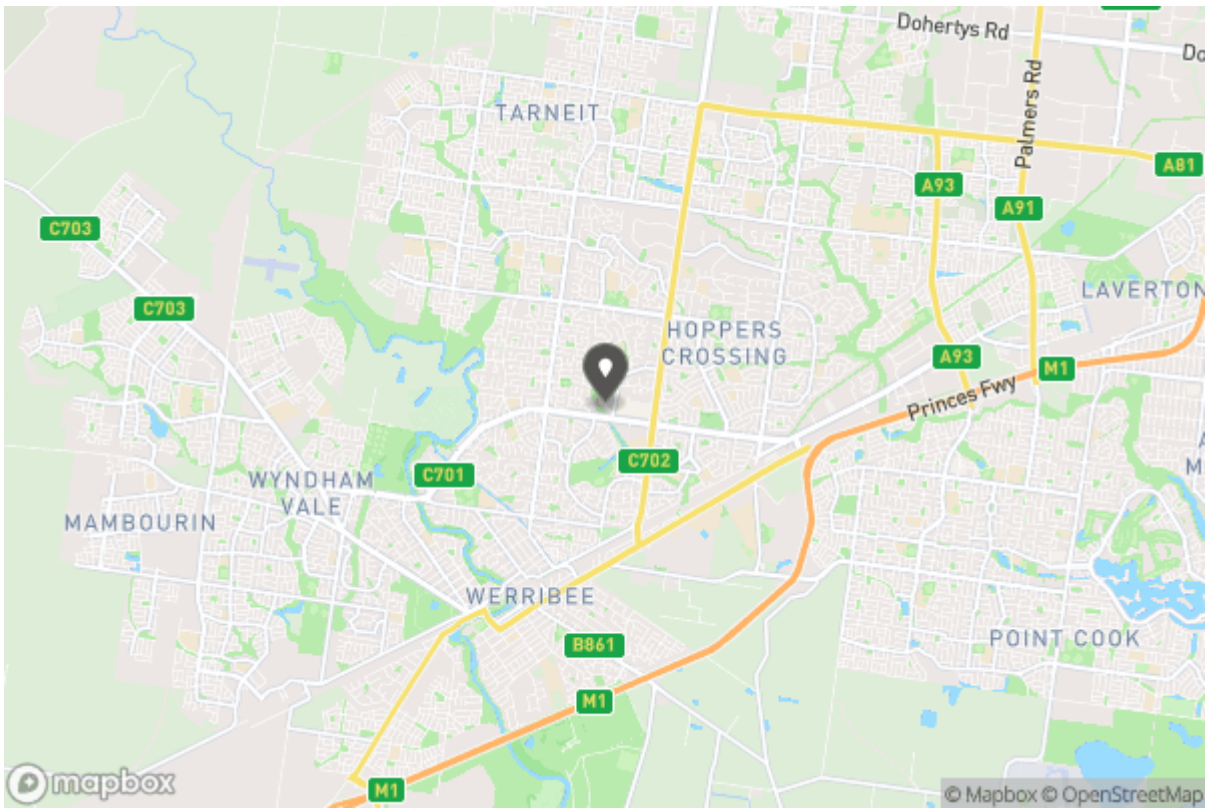 Dohertys Rd
Do
TARNEIT
Palmers Rd
A81
A93
A91
C703
LAVERTON
C703
HOPPERS
CROSSING
A93
M1
Princes Fwy
C702
C701
WYNDHAM
VALE
MAMBOURIN
WERRIBEE
B861
POINT COOK
M1
M1
mapbox
© Mapbox © OpenStreetMap